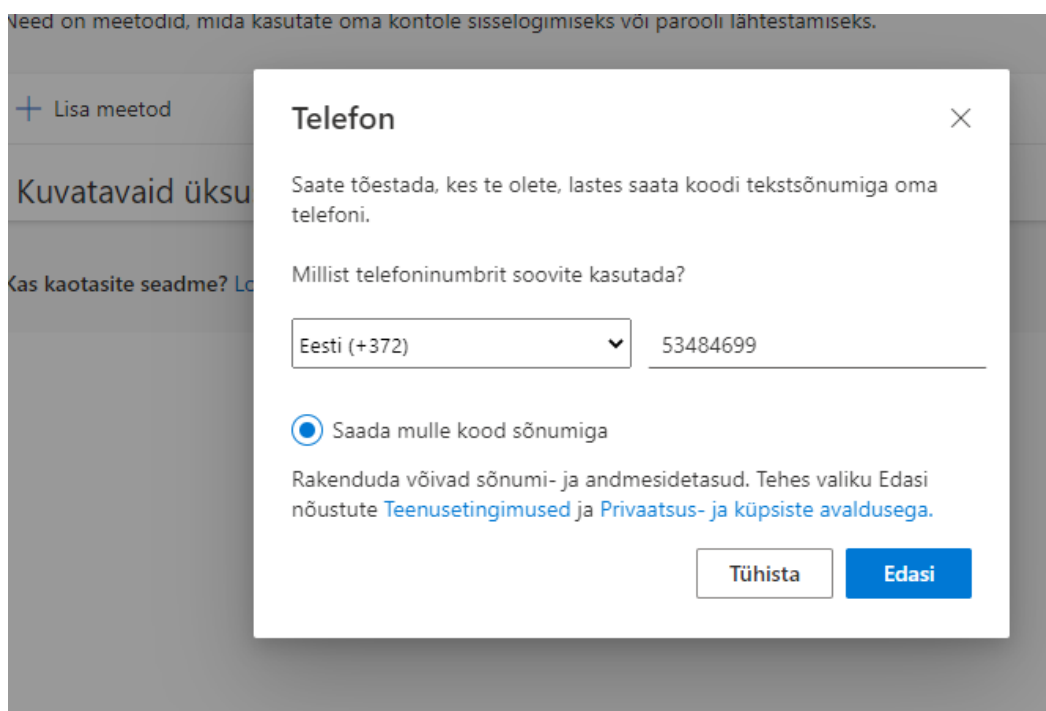 Need on meetodid, mida kasutate oma kontole sisselogimiseks või parooli lähtestamiseks.
Lisa meetod
Telefon
Kuvatavaid üksu
Saate tõestada, kes te olete, lastes saata koodi tekstsõnumiga oma
telefoni.
Kas kaotasite seadme? Lo
Millist telefoninumbrit soovite kasutada?
Eesti (+372) 53484699
Saada mulle kood sõnumiga
Rakenduda võivad sõnumi- ja andmesidetasud. Tehes valiku Edasi
nõustute Teenusetingimused ja Privaatsus- ja küpsiste avaldusega.
Tühista Edasi